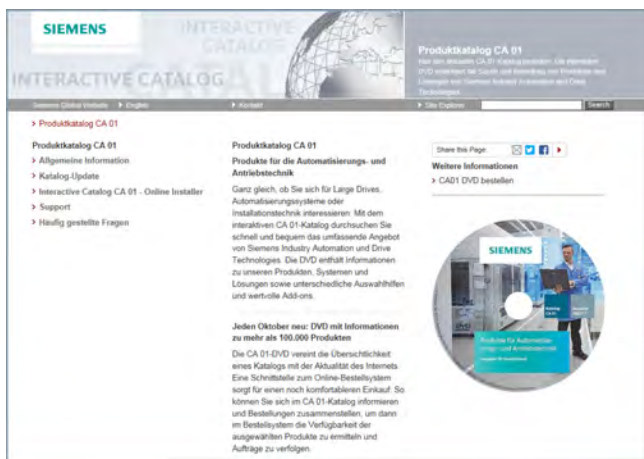 SIEMENS
INTERACTIVE
CATALOG
INTERACTIVE CATALOG
Produktkatalog CA 01
Siemens Global Website
English
Kontakt
Site Explorer
Search
Produktkatalog CA 01
Produktkatalog CA 01
Allgemeine Information
Katalog-Update
Interactive Catalog CA 01 - Online Installer
Support
Häufig gestellte Fragen
Produktkatalog CA 01
Produkte für die Automatisierungs- und
Antriebstechnik
Ganz gleich, ob Sie sich für Large Drives,
Automatisierungssysteme oder
Installationstechnik interessieren: Mit dem
interaktiven CA 01-Katalog durchsuchen Sie
schnell und bequem das umfassende Angebot
von Siemens Industry Automation und Drive
Technologies. Die DVD enthält Informationen
zu unseren Produkten, Systemen und
Lösungen sowie unterschiedliche Auswahlhilfen
und wertvolle Add-ons.
Jeden Oktober neu: DVD mit Informationen
zu mehr als 100.000 Produkten
Die CA 01-DVD vereint die Übersichtlichkeit
eines Katalogs mit der Aktualität des Internets.
Eine Schnittstelle zum Online-Bestellsystem
sorgt für einen noch komfortableren Einkauf. So
können Sie sich im CA 01-Katalog informieren
und Bestellungen zusammenstellen, um dann
im Bestellsystem die Verfügbarkeit der
ausgewählten Produkte zu ermitteln und
Aufträge zu verfolgen.
Share this Page:
Weitere Informationen
CA01 DVD bestellen
SIEMENS
Produkte für Automatisie-
rungs- und Antriebstechnik